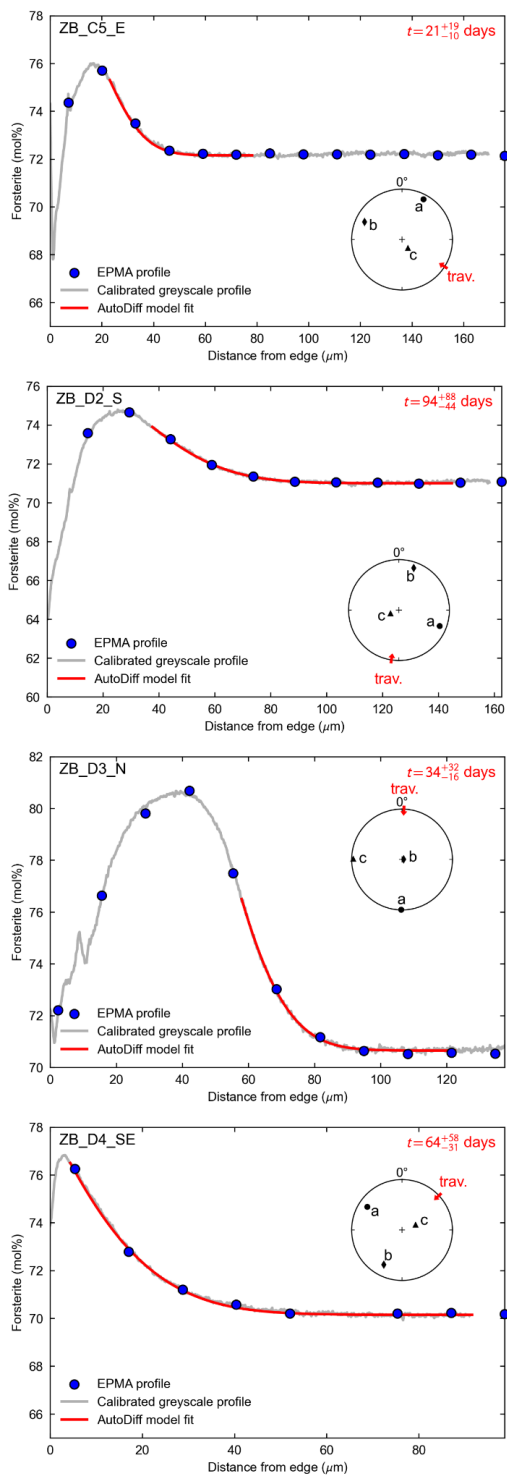 ZB_C5_E
t=21+19−10 days
76
74
72
70
68
66
Forsterite (mol%)
0°
a
b
c
trav.
EPMA profile
Calibrated greyscale profile
AutoDiff model fit
0 20 40 60 80 100 120 140 160
Distance from edge (μm)
ZB_D2_S
t=94+88−44 days
76
74
72
70
68
66
64
62
60
Forsterite (mol%)
0°
b
c
a
trav.
EPMA profile
Calibrated greyscale profile
AutoDiff model fit
0 20 40 60 80 100 120 140 160
Distance from edge (μm)
ZB_D3_N
t=34+32−16 days
82
80
78
76
74
72
70
Forsterite (mol%)
trav.
0°
c
b
a
EPMA profile
Calibrated greyscale profile
AutoDiff model fit
0 20 40 60 80 100 120
Distance from edge (μm)
ZB_D4_SE
t=64+58−31 days
78
76
74
72
70
68
66
Forsterite (mol%)
0°
trav.
a
c
b
EPMA profile
Calibrated greyscale profile
AutoDiff model fit
0 20 40 60 80
Distance from edge (μm)